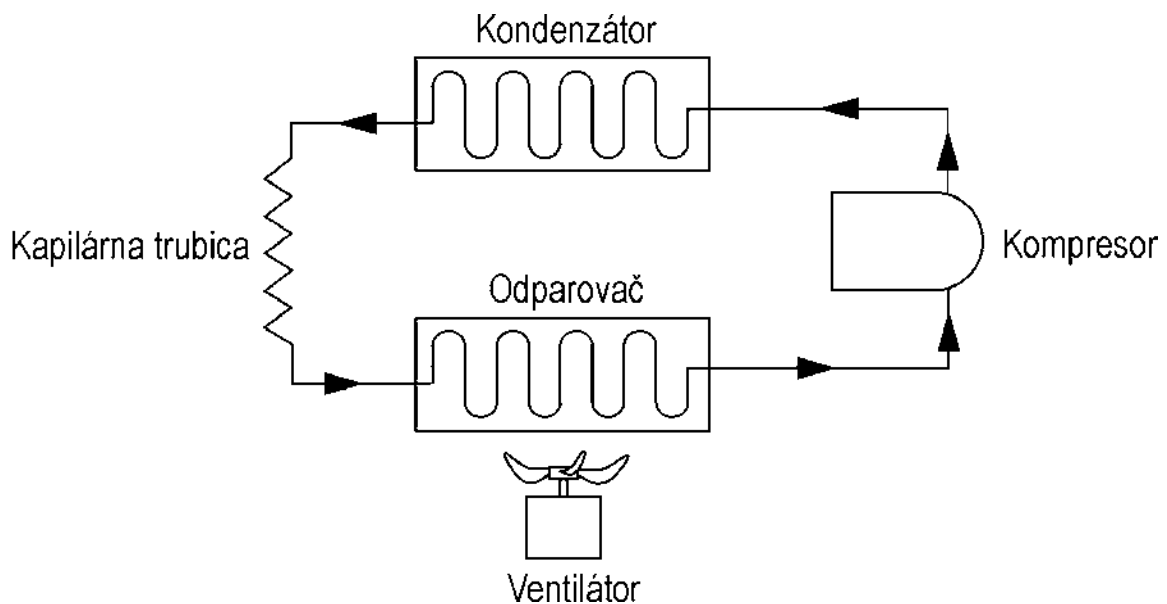 Kondenzátor
Kapilárna trubica
Kompresor
Odparovač
Ventilátor